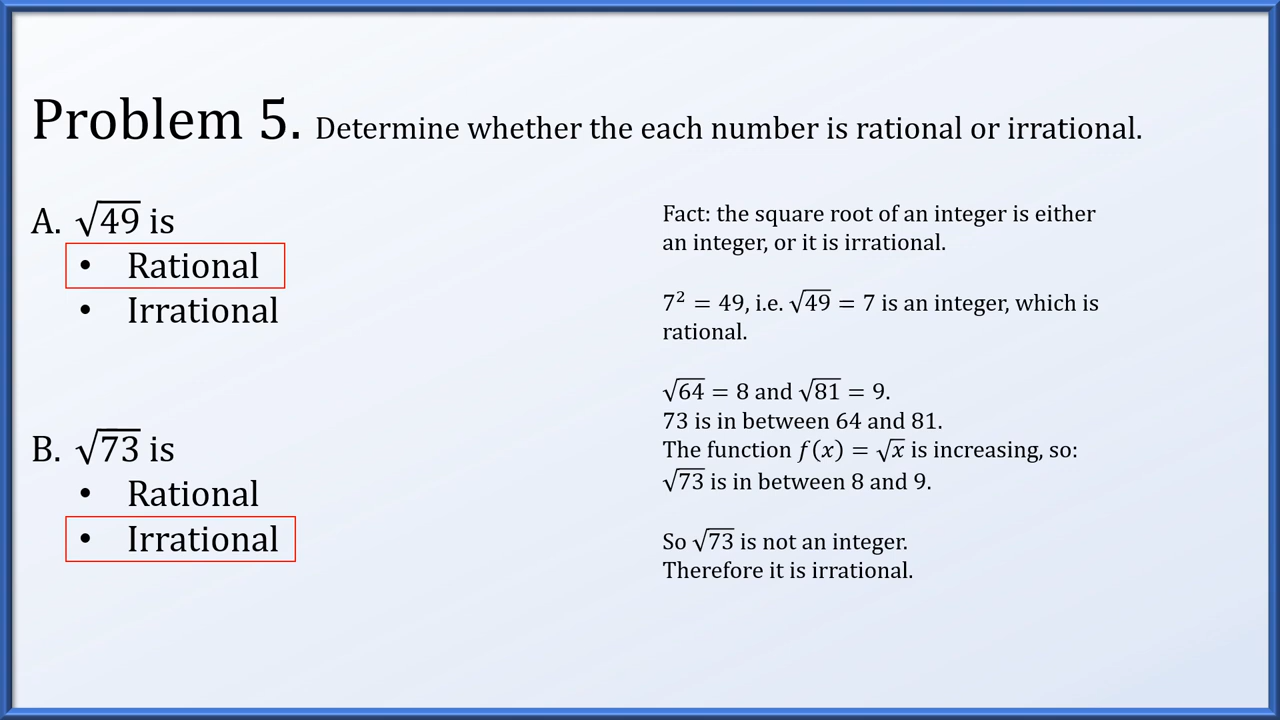 Problem 5. Determine whether the each number is rational or irrational.
A. √49 is
• Rational
• Irrational
B. √73 is
• Rational
• Irrational
Fact: the square root of an integer is either
an integer, or it is irrational.
7² = 49, i.e. √49 = 7 is an integer, which is
rational.
√64 = 8 and √81 = 9.
73 is in between 64 and 81.
The function f(x) = √x is increasing, so:
√73 is in between 8 and 9.
So √73 is not an integer.
Therefore it is irrational.